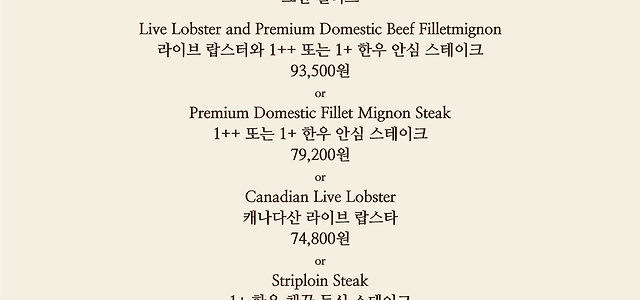 Live Lobster and Premium Domestic Beef Filletmignon
라이브 랍스터와 1++ 또는 1+ 한우 안심 스테이크
93,500원
or
Premium Domestic Fillet Mignon Steak
1++ 또는 1+ 한우 안심 스테이크
79,200원
or
Canadian Live Lobster
캐나다산 라이브 랍스타
74,800원
or
Striploin Steak